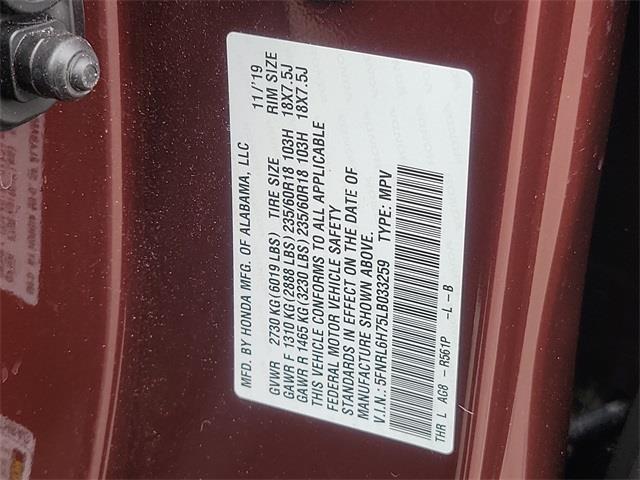 MFD. BY HONDA MFG. OF ALABAMA, LLC 11/'19
GVWR 2730 KG (6019 LBS) TIRE SIZE RIM SIZE
GAWR F 1310 KG (2888 LBS) 235/60R18 103H 18X7.5J
GAWR R 1465 KG (3230 LBS) 235/60R18 103H 18X7.5J
THIS VEHICLE CONFORMS TO ALL APPLICABLE
FEDERAL MOTOR VEHICLE SAFETY
STANDARDS IN EFFECT ON THE DATE OF
MANUFACTURE SHOWN ABOVE.
V.I.N.: 5FNRL6H75LB033259 TYPE: MPV
THR L AGB - R561P -L-B